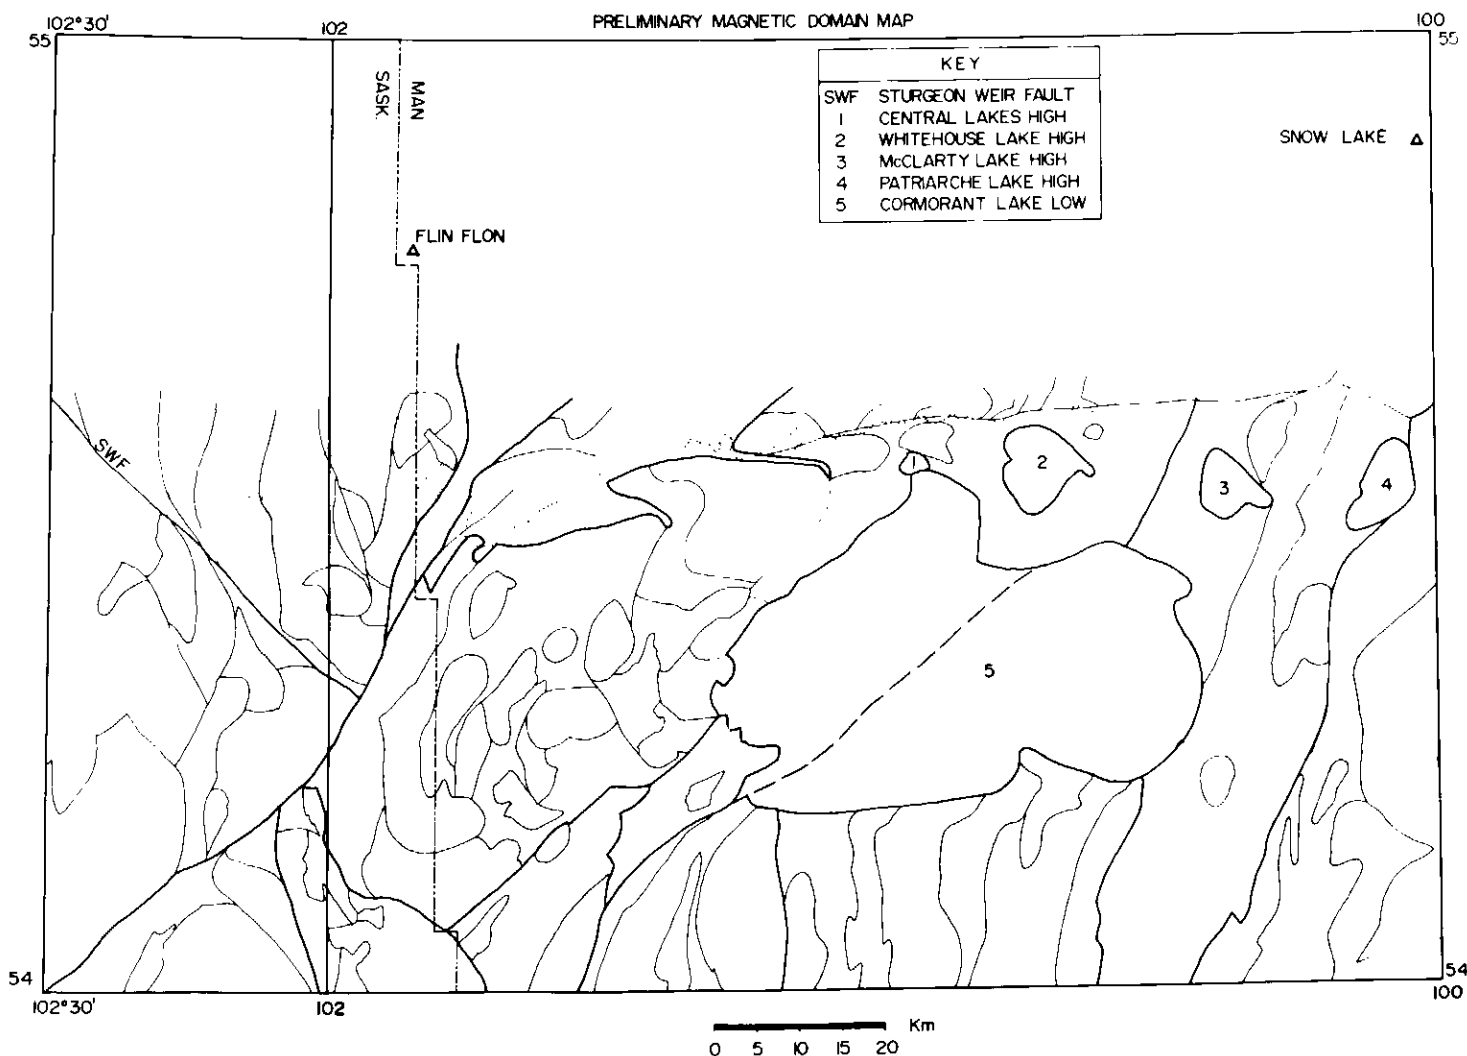 PRELIMINARY MAGNETIC DOMAIN MAP
102°30'
102
100
55
55
KEY
SWF STURGEON WEIR FAULT
1 CENTRAL LAKES HIGH
2 WHITEHOUSE LAKE HIGH
3 McCLARTY LAKE HIGH
4 PATRIARCHE LAKE HIGH
5 CORMORANT LAKE LOW
SASK.
MAN
SNOW LAKE
FLIN FLON
SWF
1
2
3
4
5
54
54
102°30'
102
100
Km
0 5 10 15 20